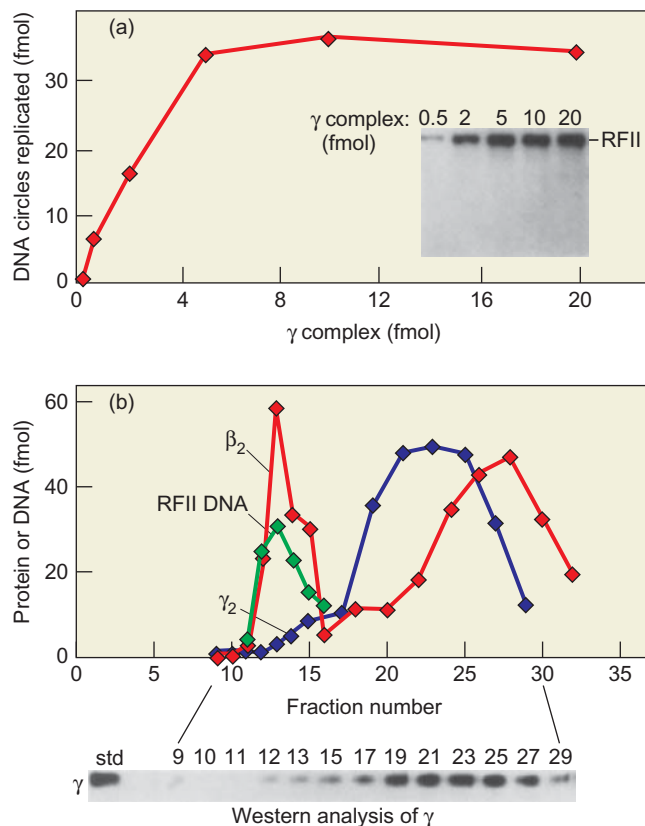 (a)
DNA circles replicated (fmol)
30
20
10
0
γ complex: 0.5 2 5 10 20
(fmol)
RFII
0 4 8 12 16 20
γ complex (fmol)
(b)
Protein or DNA (fmol)
60
40
20
0
β2
RFII DNA
γ2
0 5 10 15 20 25 30 35
Fraction number
std 9 10 11 12 13 15 17 19 21 23 25 27 29
γ
Western analysis of γ